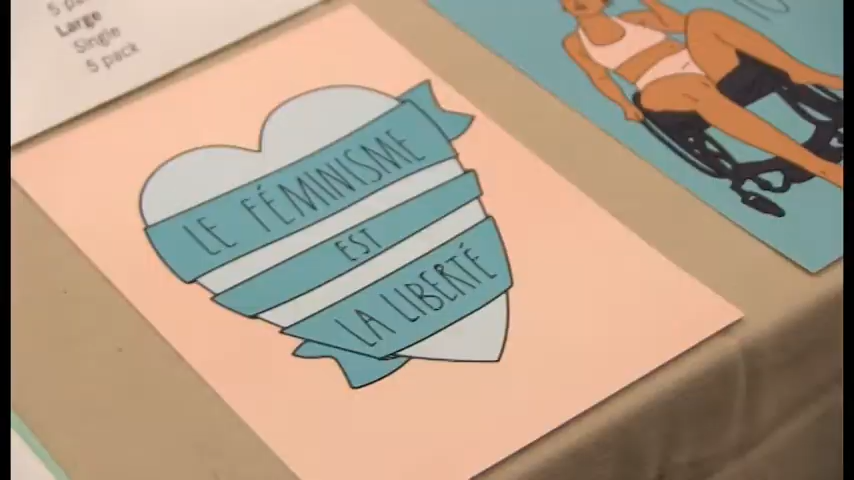 Large
Single
5 pack
LE FÉMINISME
EST
LA LIBERTÉ